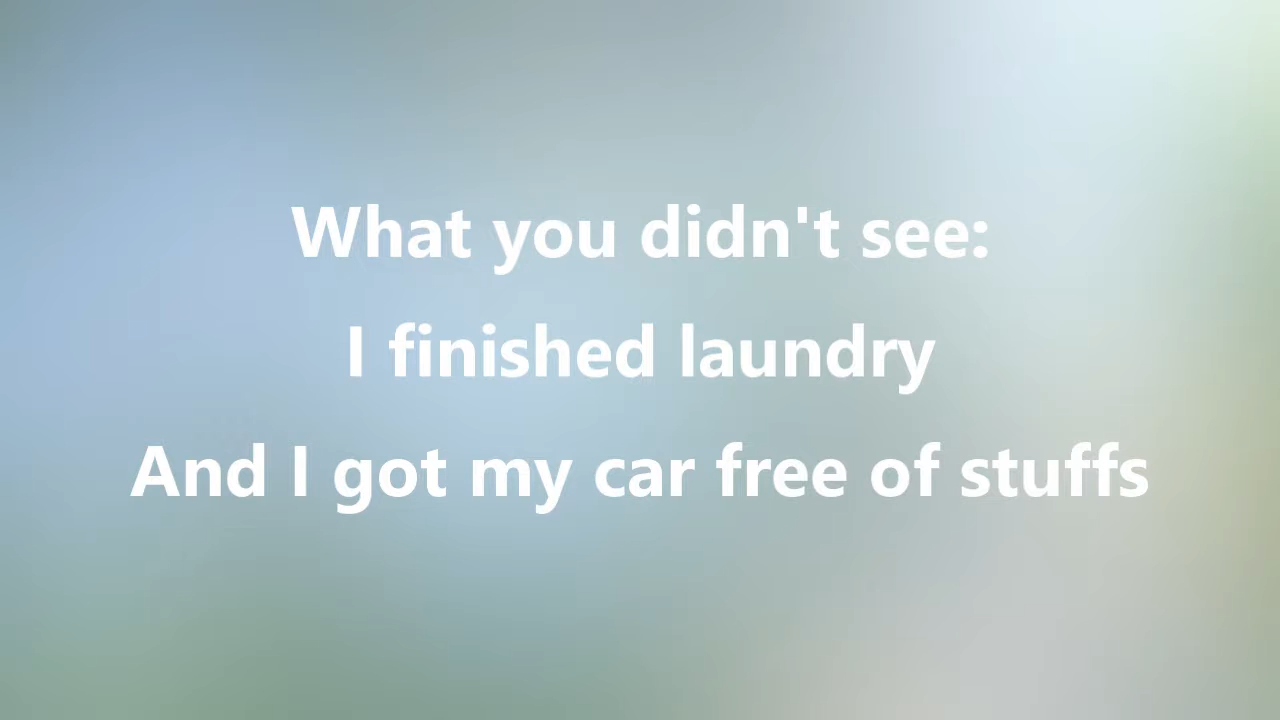 What you didn't see:
I finished laundry
And I got my car free of stuffs